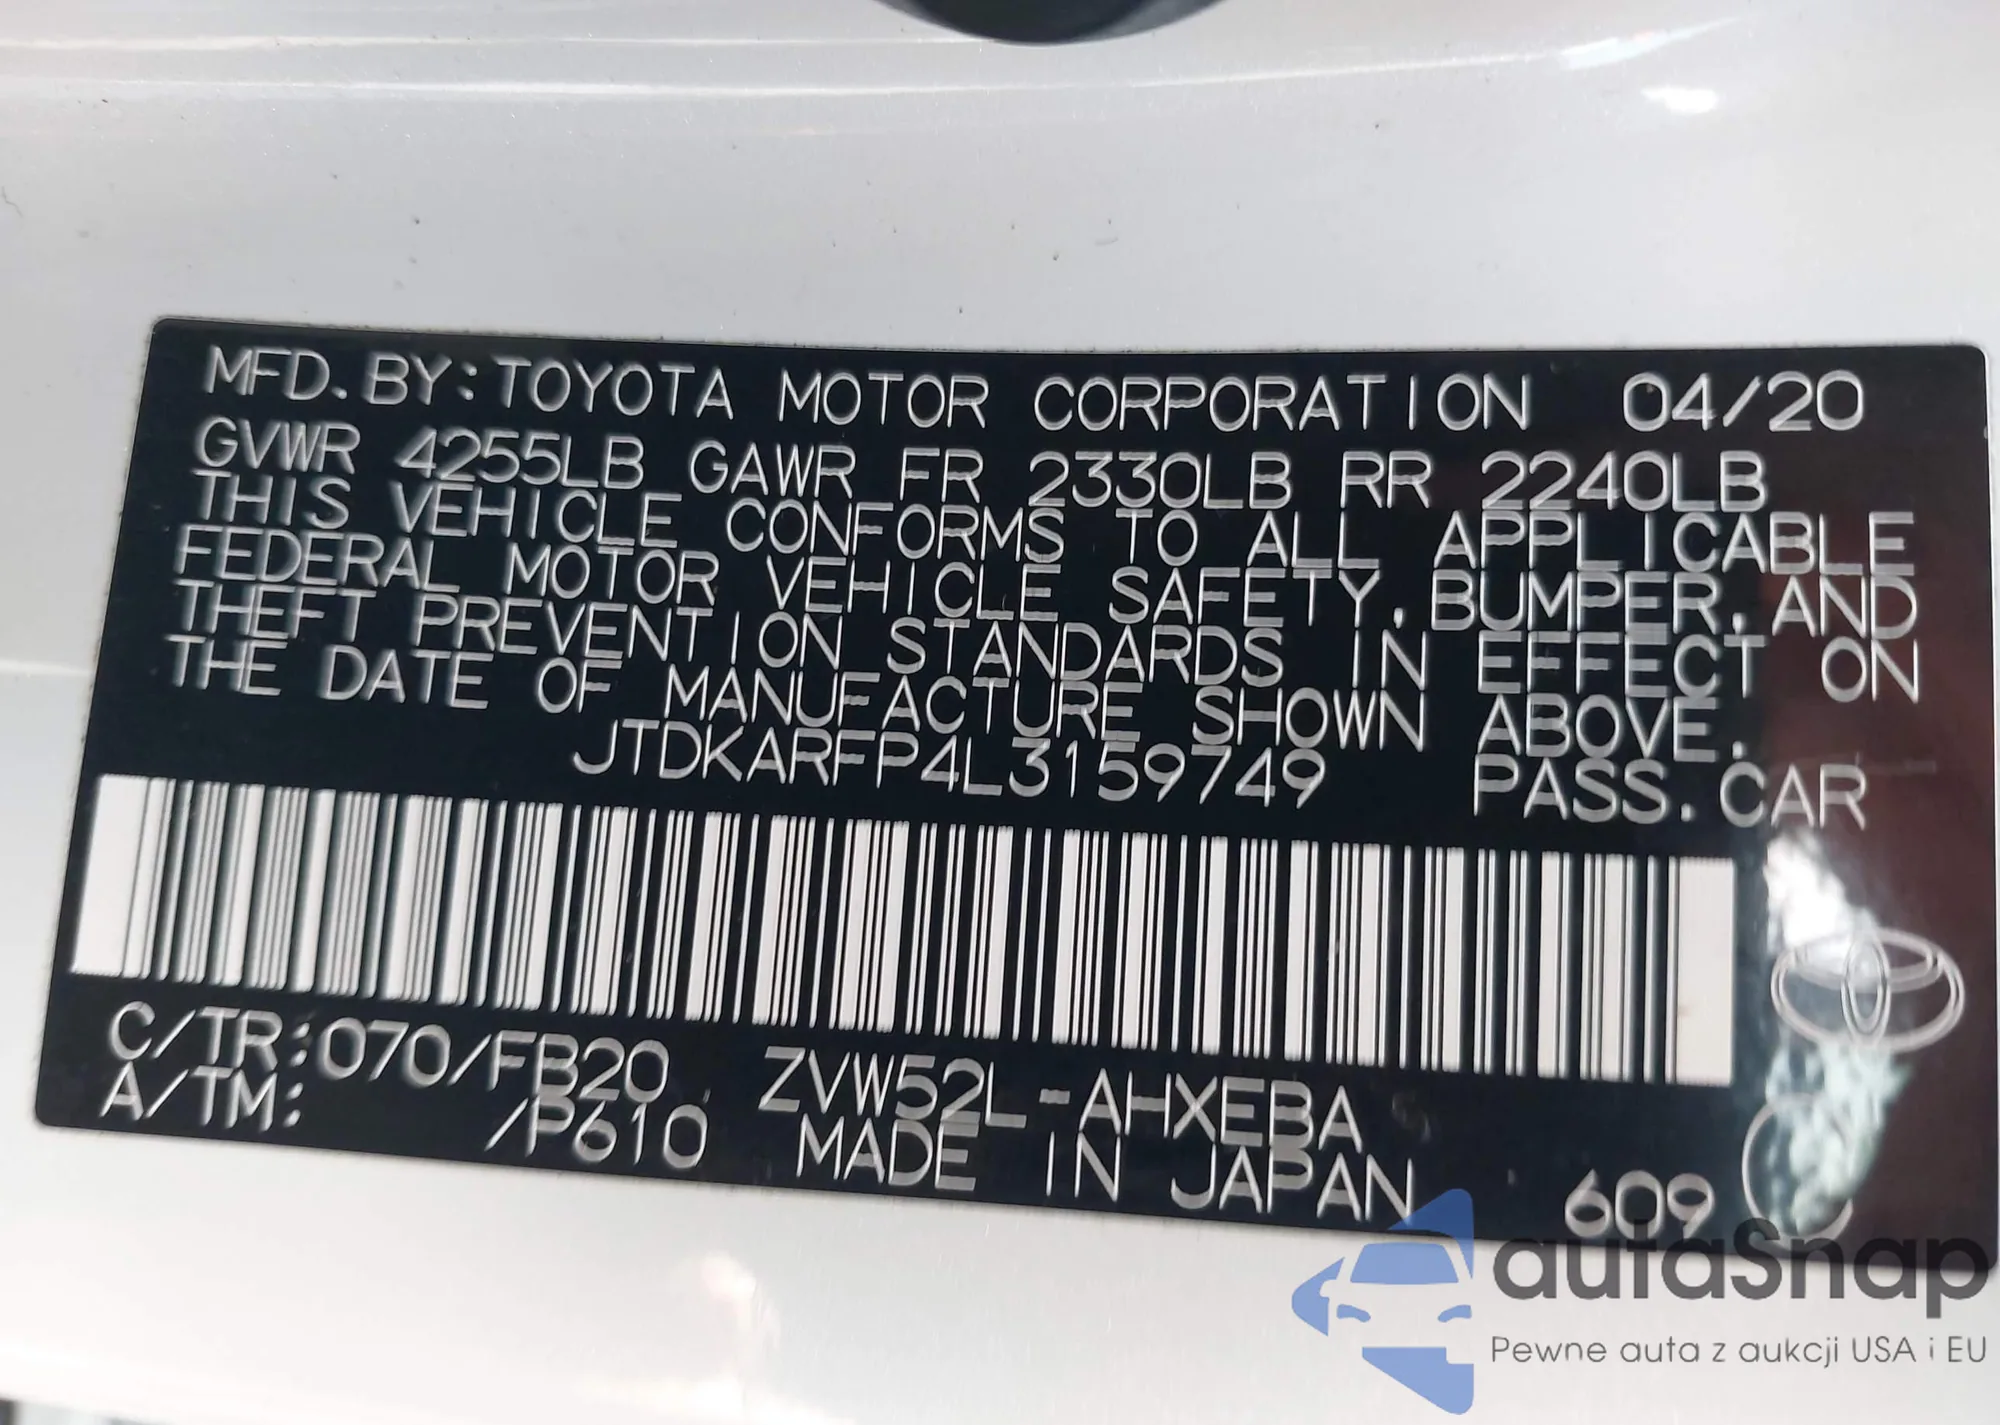 MFD. BY: TOYOTA MOTOR CORPORATION 04/20
GVWR 4255LB GAWR FR 2330LB RR 2240LB
THIS VEHICLE CONFORMS TO ALL APPLICABLE
FEDERAL MOTOR VEHICLE SAFETY, BUMPER, AND
THEFT PREVENTION STANDARDS IN EFFECT ON
THE DATE OF MANUFACTURE SHOWN ABOVE.
JTDKARFP4L3159749 PASS. CAR
C/TR: 070/FB20 ZVW52L-AHXEBA
A/TM: /P610 MADE IN JAPAN 609
autaSnap
Pewne auta z aukcji USA i EU